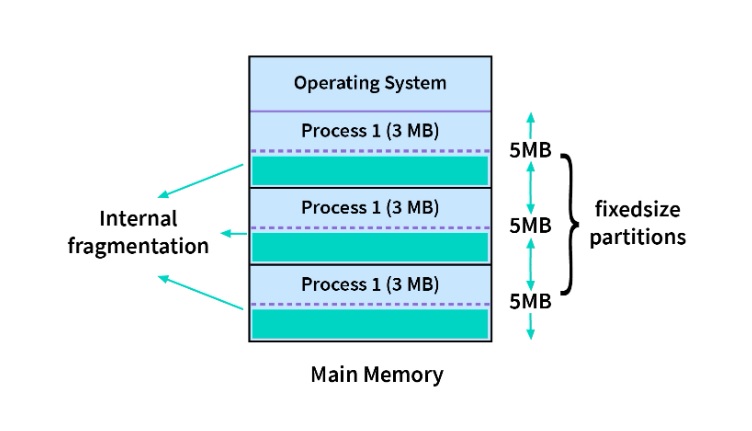 Operating System
Process 1 (3 MB)
5MB
Process 1 (3 MB)
5MB
Process 1 (3 MB)
5MB
Internal
fragmentation
fixedsize
partitions
Main Memory